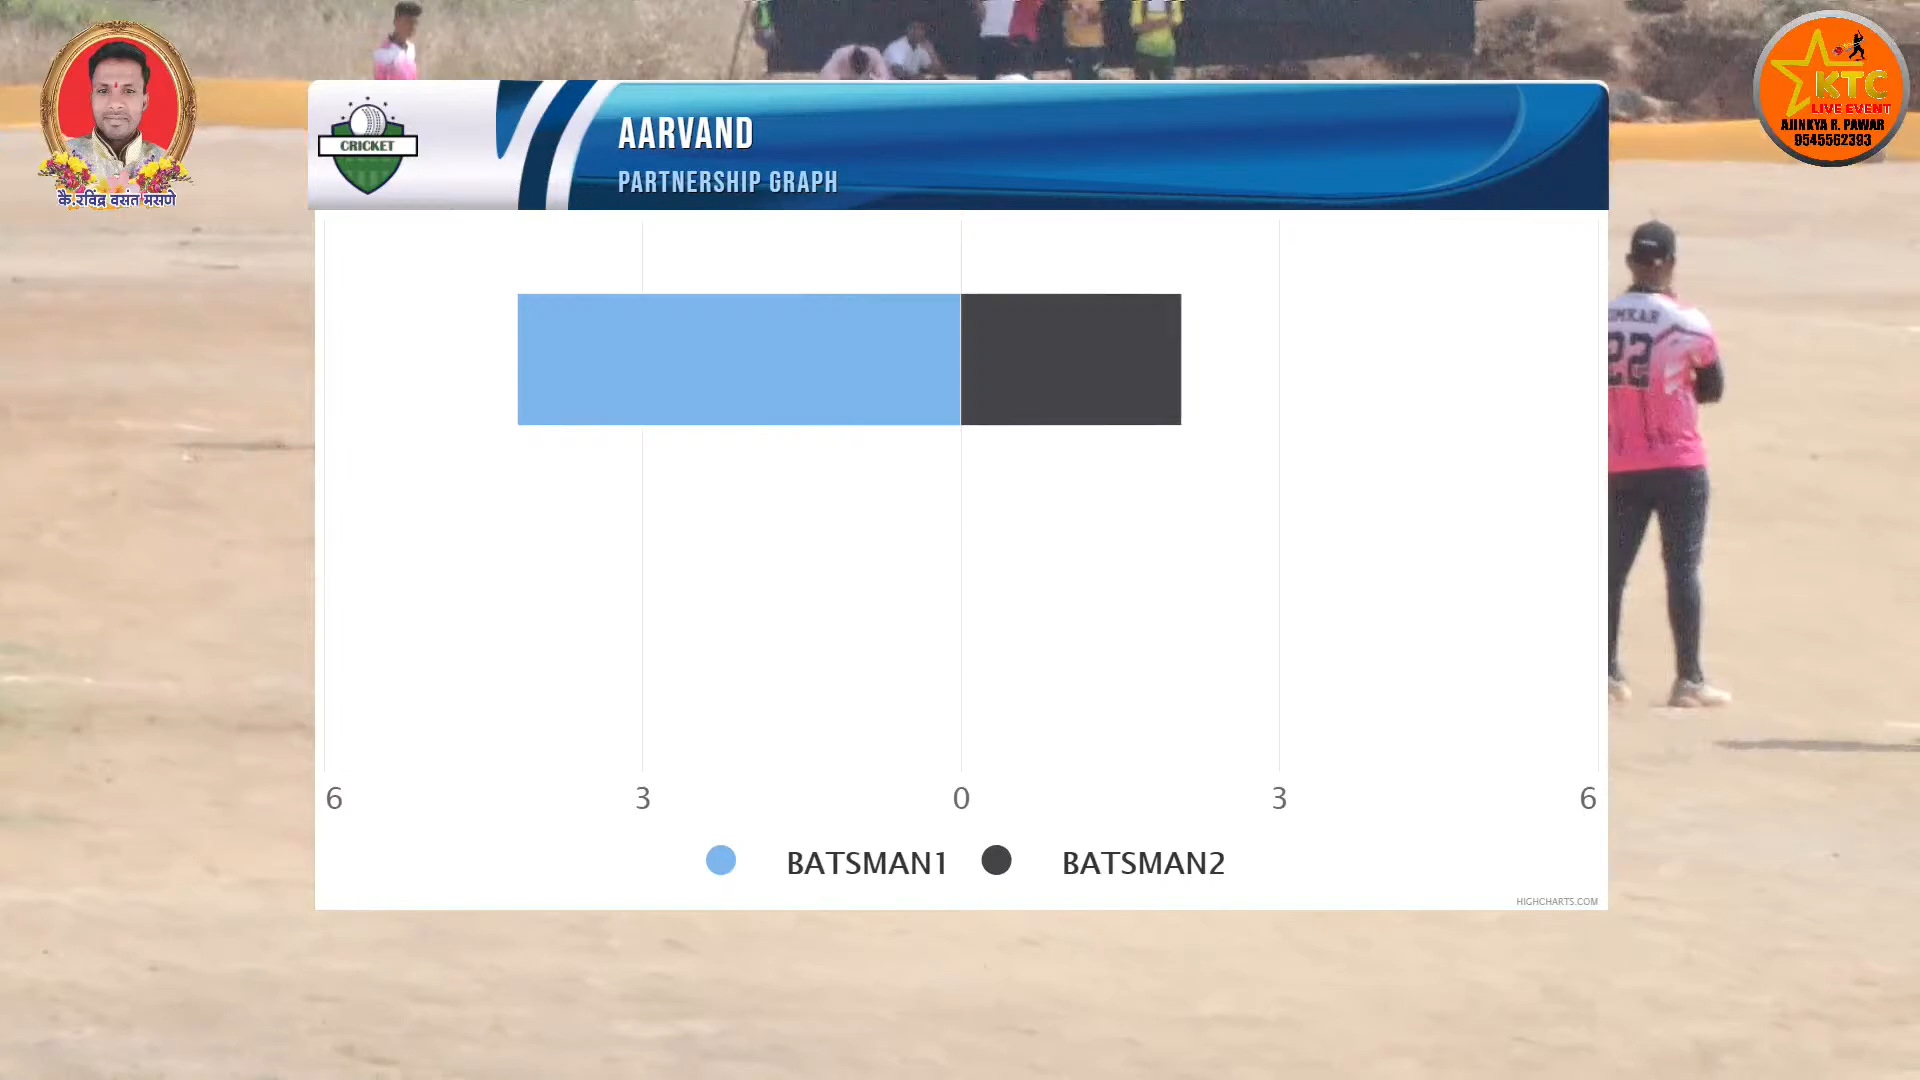 कै.रविंद्र वसंत मसणे
CRICKET
AARVAND
PARTNERSHIP GRAPH
KTC
LIVE EVENT
AJINKYA R. PAWAR
9545562393
OMKAR
22
6 3 0 3 6
BATSMAN1 BATSMAN2
HIGHCHARTS.COM